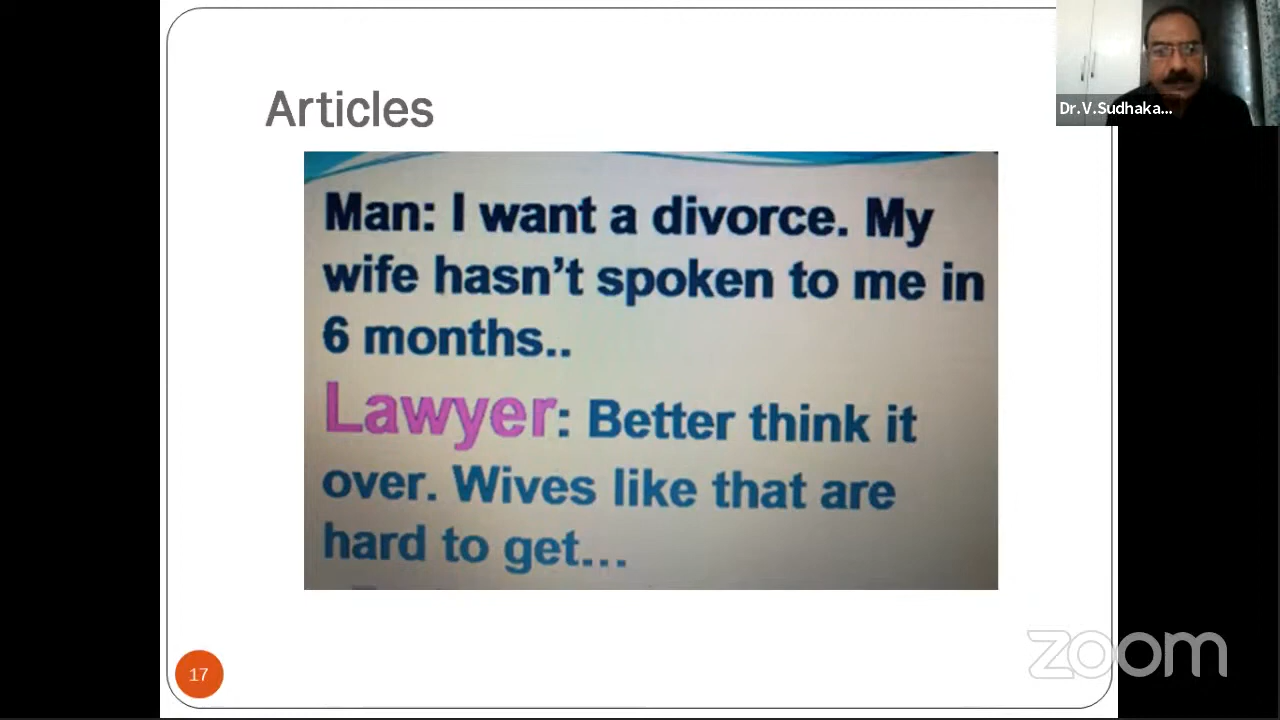 Articles
Dr.V.Sudhaka...
Man: I want a divorce. My
wife hasn't spoken to me in
6 months..
Lawyer: Better think it
over. Wives like that are
hard to get...
17
zoom